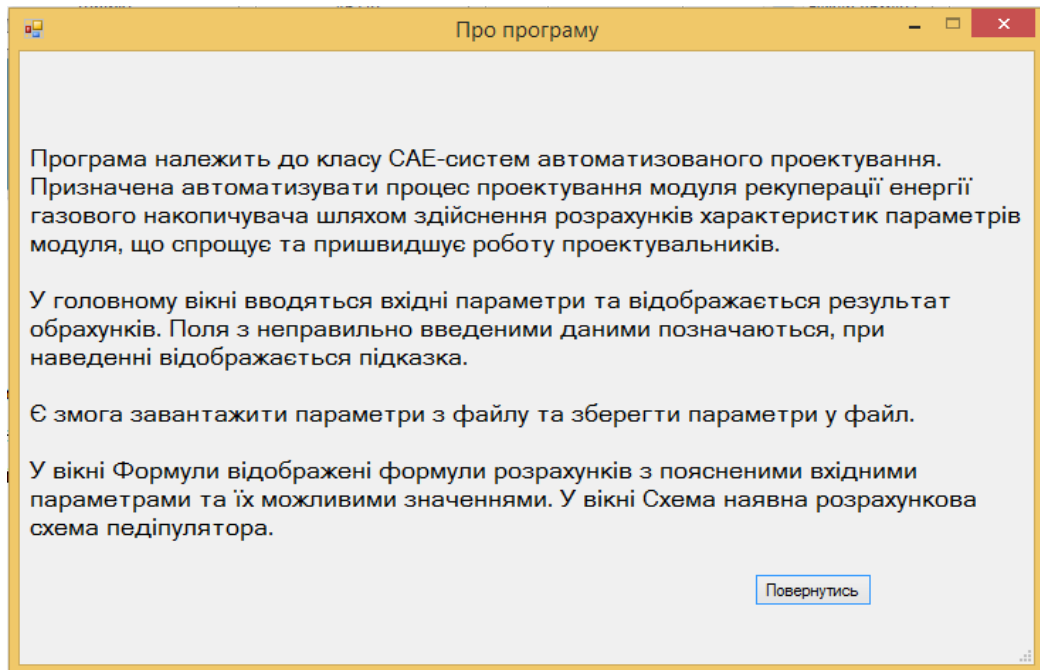 Про програму
Програма належить до класу CAE-систем автоматизованого проектування.
Призначена автоматизувати процес проектування модуля рекуперації енергії
газового накопичувача шляхом здійснення розрахунків характеристик параметрів
модуля, що спрощує та пришвидшує роботу проектувальників.
У головному вікні вводяться вхідні параметри та відображається результат
обрахунків. Поля з неправильно введеними даними позначаються, при
наведенні відображається підказка.
Є змога завантажити параметри з файлу та зберегти параметри у файл.
У вікні Формули відображені формули розрахунків з поясненими вхідними
параметрами та їх можливими значеннями. У вікні Схема наявна розрахункова
схема педіпулятора.
Повернутись